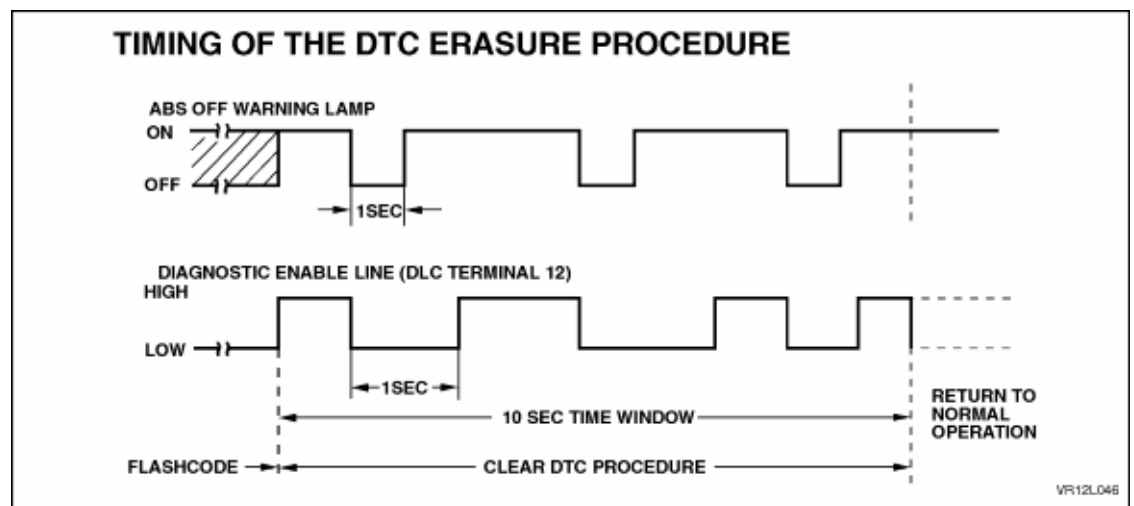 TIMING OF THE DTC ERASURE PROCEDURE
ABS OFF WARNING LAMP
ON
OFF
1SEC
DIAGNOSTIC ENABLE LINE (DLC TERMINAL 12)
HIGH
LOW
1SEC
10 SEC TIME WINDOW
RETURN TO
NORMAL
OPERATION
FLASHCODE
CLEAR DTC PROCEDURE
VR12L046